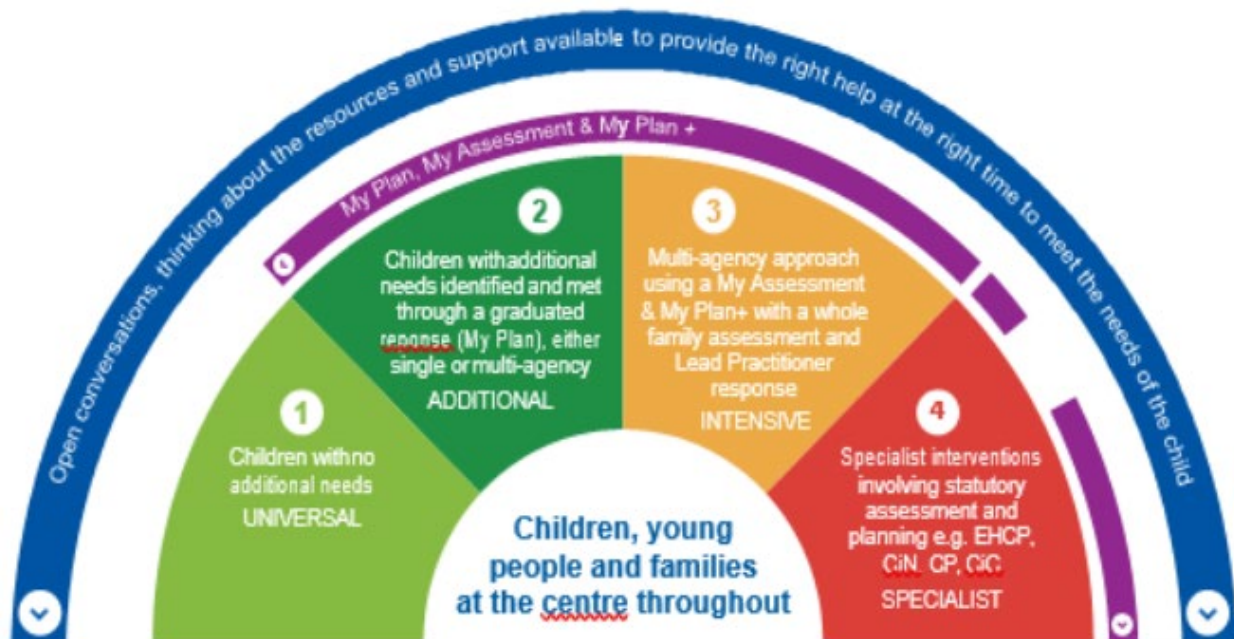 Open conversations, thinking about the resources and support available to provide the right help at the right time to meet the needs of the child
My Plan, My Assessment & My Plan +
1
Children withno
additional needs
UNIVERSAL
2
Children withadditional
needs identified and met
through a graduated
reponse (My Plan), either
single or multi-agency
ADDITIONAL
3
Multi-agency approach
using a My Assessment
& My Plan+ with a whole
family assessment and
Lead Practitioner
response
INTENSIVE
4
Specialist interventions
involving statutory
assessment and
planning e.g. EHCP,
CiN, CP, CiC
SPECIALIST
Children, young
people and families
at the centre throughout